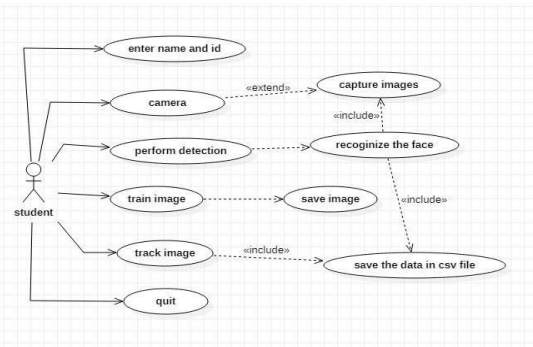 enter name and id
camera
«extend»
capture images
«include»
perform detection
recoginize the face
train image
save image
«include»
student
track image
«include»
save the data in csv file
quit